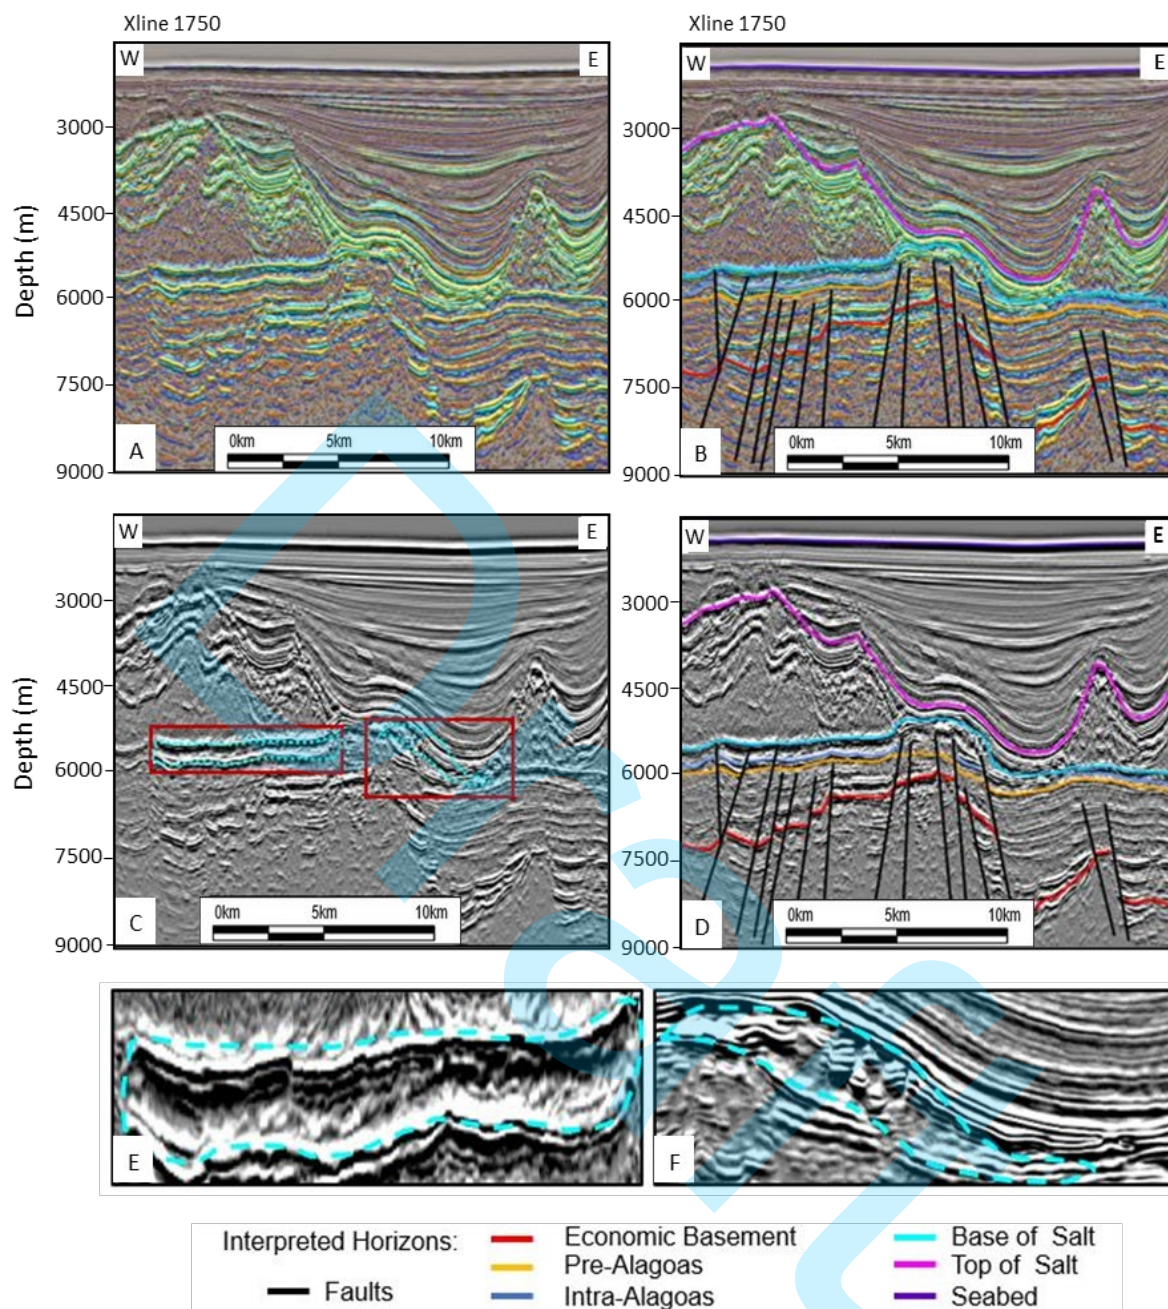 Xline 1750
Xline 1750
W
E
W
E
3000
4500
6000
7500
9000
Depth (m)
A
0km 5km 10km
3000
4500
6000
7500
9000
B
0km 5km 10km
W
E
W
E
3000
4500
6000
7500
9000
Depth (m)
C
0km 5km 10km
3000
4500
6000
7500
9000
D
0km 5km 10km
E
F
Interpreted Horizons:
Economic Basement
Base of Salt
Pre-Alagoas
Top of Salt
Faults
Intra-Alagoas
Seabed